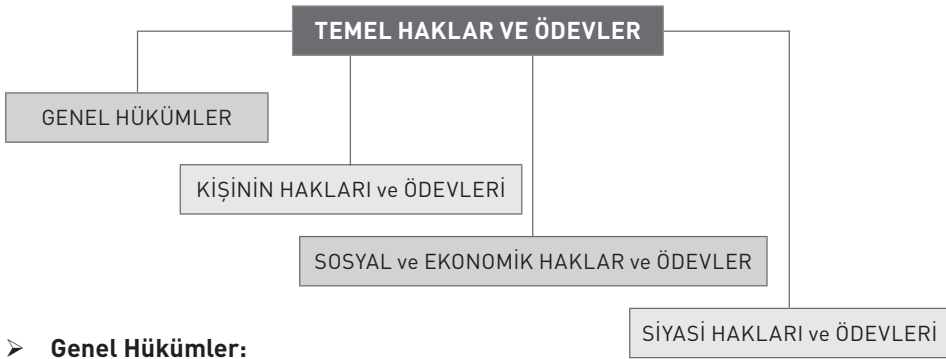 TEMEL HAKLAR VE ÖDEVLER
GENEL HÜKÜMLER
KİŞİNİN HAKLARI ve ÖDEVLERİ
SOSYAL ve EKONOMİK HAKLAR ve ÖDEVLER
SİYASİ HAKLARI ve ÖDEVLERİ
➢ Genel Hükümler: